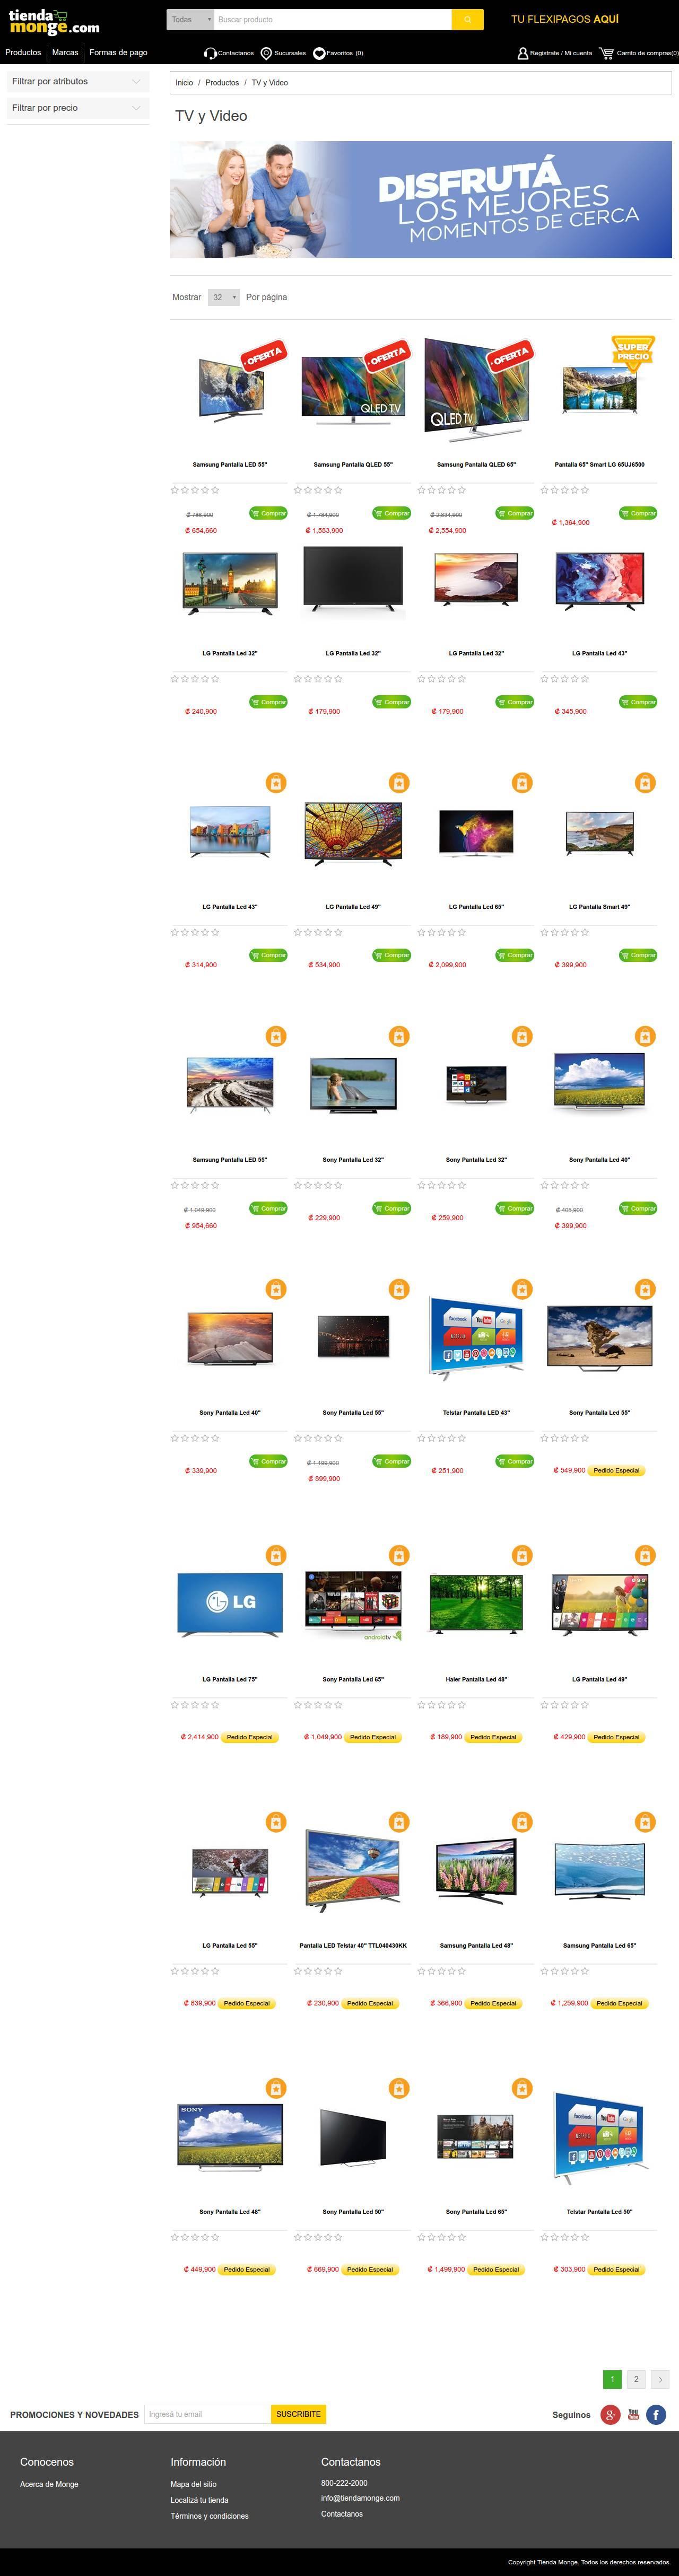 tienda
monge.com
Todas
Buscar producto
TU FLEXIPAGOS AQUÍ
Productos
Marcas
Formas de pago
Contactanos
Sucursales
Favoritos (0)
Registrate / Mi cuenta
Carrito de compras(0)
Filtrar por atributos
Filtrar por precio
Inicio / Productos / TV y Video
TV y Video
DISFRUTÁ
LOS MEJORES
MOMENTOS DE CERCA
Mostrar 32 Por página
OFERTA
OFERTA
QLED TV
OFERTA
QLED TV
SUPER
PRECIO
Samsung Pantalla LED 55"
Samsung Pantalla QLED 55"
Samsung Pantalla QLED 65"
Pantalla 65" Smart LG 65UJ6500
₡ 786,900
Comprar
₡ 1,784,900
Comprar
₡ 2,834,900
Comprar
₡ 1,364,900
Comprar
₡ 654,660
₡ 1,583,900
₡ 2,554,900
LG Pantalla Led 32"
LG Pantalla Led 32"
LG Pantalla Led 32"
LG Pantalla Led 43"
₡ 240,900
Comprar
₡ 179,900
Comprar
₡ 179,900
Comprar
₡ 345,900
Comprar
LG Pantalla Led 43"
LG Pantalla Led 49"
LG Pantalla Led 65"
LG Pantalla Smart 49"
₡ 314,900
Comprar
₡ 534,900
Comprar
₡ 2,099,900
Comprar
₡ 399,900
Comprar
Samsung Pantalla LED 55"
Sony Pantalla Led 32"
Sony Pantalla Led 32"
Sony Pantalla Led 40"
₡ 1,049,900
Comprar
₡ 229,900
Comprar
₡ 259,900
Comprar
₡ 405,900
Comprar
₡ 954,660
₡ 399,900
facebook
YouTube
Google
Sony Pantalla Led 40"
Sony Pantalla Led 55"
Telstar Pantalla LED 43"
Sony Pantalla Led 55"
₡ 339,900
Comprar
₡ 1,199,900
Comprar
₡ 251,900
Comprar
₡ 549,900
Pedido Especial
₡ 899,900
LG
androidtv
LG Pantalla Led 75"
Sony Pantalla Led 65"
Haier Pantalla Led 48"
LG Pantalla Led 49"
₡ 2,414,900
Pedido Especial
₡ 1,049,900
Pedido Especial
₡ 189,900
Pedido Especial
₡ 429,900
Pedido Especial
LG Pantalla Led 55"
Pantalla LED Telstar 40" TTL040430KK
Samsung Pantalla Led 48"
Samsung Pantalla Led 65"
₡ 839,900
Pedido Especial
₡ 230,900
Pedido Especial
₡ 366,900
Pedido Especial
₡ 1,259,900
Pedido Especial
SONY
facebook
YouTube
Google
Sony Pantalla Led 48"
Sony Pantalla Led 50"
Sony Pantalla Led 65"
Telstar Pantalla Led 50"
₡ 449,900
Pedido Especial
₡ 669,900
Pedido Especial
₡ 1,499,900
Pedido Especial
₡ 303,900
Pedido Especial
1
2
PROMOCIONES Y NOVEDADES
Ingresá tu email
SUSCRIBITE
Seguinos
g+
You
Tube
f
Conocenos
Información
Contactanos
Acerca de Monge
Mapa del sitio
800-222-2000
Localizá tu tienda
info@tiendamonge.com
Términos y condiciones
Contactanos
Copyright Tienda Monge. Todos los derechos reservados.